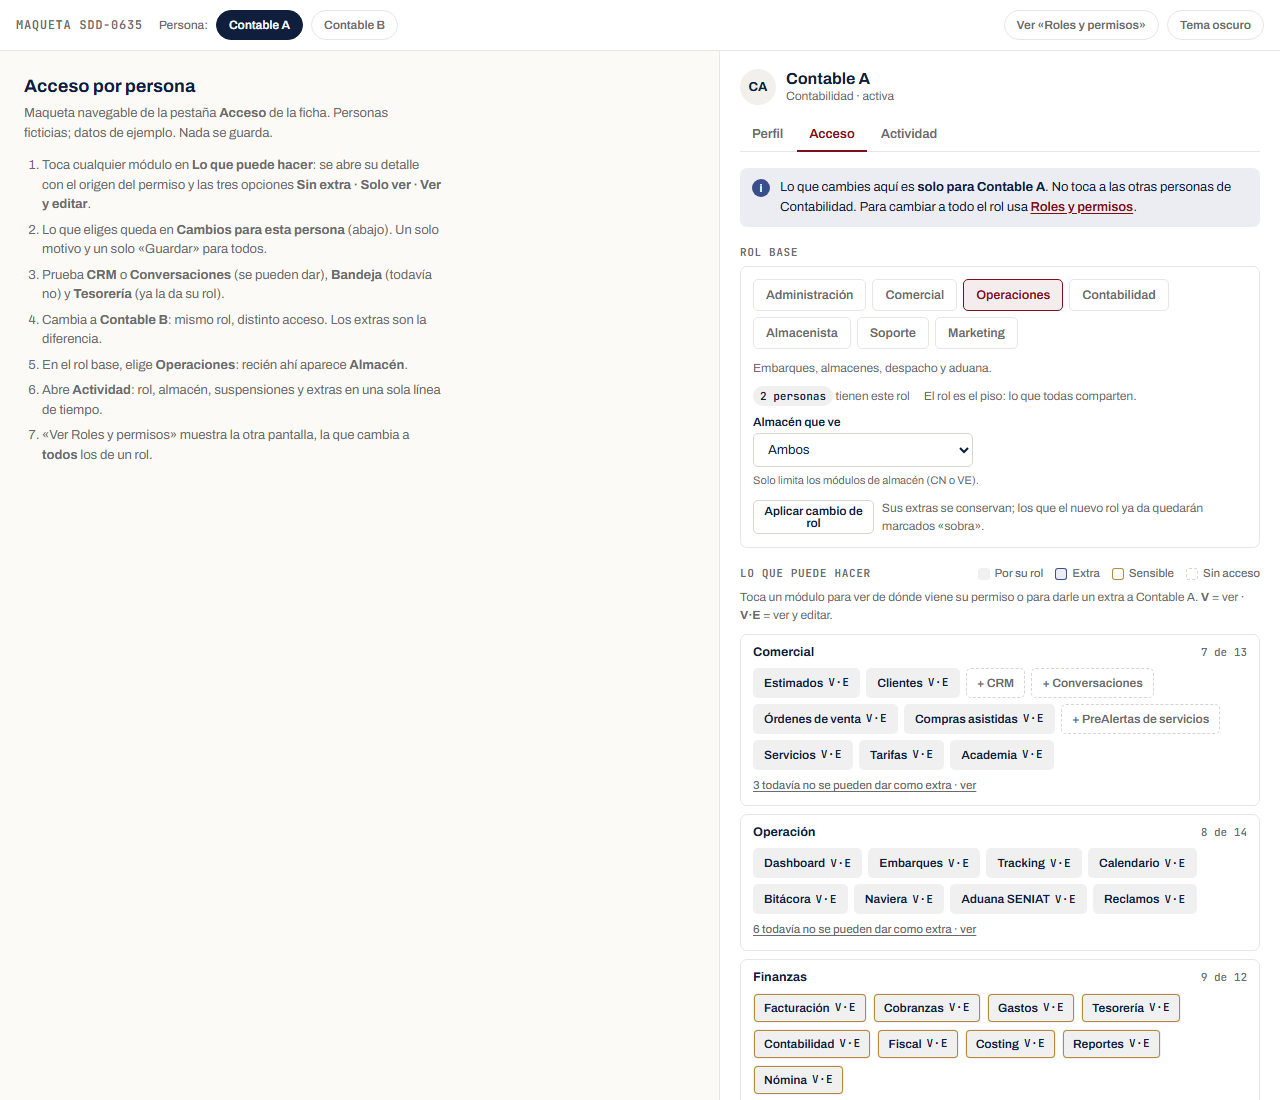 MAQUETA SDD-0635 Persona: Contable A Contable B Ver «Roles y permisos» Tema oscuro
Acceso por persona
Maqueta navegable de la pestaña Acceso de la ficha. Personas
ficticias; datos de ejemplo. Nada se guarda.
1. Toca cualquier módulo en Lo que puede hacer: se abre su detalle
con el origen del permiso y las tres opciones Sin extra · Solo ver · Ver
y editar.
2. Lo que eliges queda en Cambios para esta persona (abajo). Un solo
motivo y un solo «Guardar» para todos.
3. Prueba CRM o Conversaciones (se pueden dar), Bandeja (todavía
no) y Tesorería (ya la da su rol).
4. Cambia a Contable B: mismo rol, distinto acceso. Los extras son la
diferencia.
5. En el rol base, elige Operaciones: recién ahí aparece Almacén.
6. Abre Actividad: rol, almacén, suspensiones y extras en una sola línea
de tiempo.
7. «Ver Roles y permisos» muestra la otra pantalla, la que cambia a
todos los de un rol.
CA
Contable A
Contabilidad · activa
Perfil Acceso Actividad
i
Lo que cambies aquí es solo para Contable A. No toca a las otras personas de
Contabilidad. Para cambiar a todo el rol usa Roles y permisos.
ROL BASE
Administración Comercial Operaciones Contabilidad
Almacenista Soporte Marketing
Embarques, almacenes, despacho y aduana.
2 personas tienen este rol El rol es el piso: lo que todas comparten.
Almacén que ve
Ambos
Solo limita los módulos de almacén (CN o VE).
Aplicar cambio de
rol
Sus extras se conservan; los que el nuevo rol ya da quedarán
marcados «sobra».
LO QUE PUEDE HACER Por su rol Extra Sensible Sin acceso
Toca un módulo para ver de dónde viene su permiso o para darle un extra a Contable A. V = ver ·
V·E = ver y editar.
Comercial 7 de 13
Estimados V·E Clientes V·E + CRM + Conversaciones
Órdenes de venta V·E Compras asistidas V·E + PreAlertas de servicios
Servicios V·E Tarifas V·E Academia V·E
3 todavía no se pueden dar como extra · ver
Operación 8 de 14
Dashboard V·E Embarques V·E Tracking V·E Calendario V·E
Bitácora V·E Naviera V·E Aduana SENIAT V·E Reclamos V·E
6 todavía no se pueden dar como extra · ver
Finanzas 9 de 12
Facturación V·E Cobranzas V·E Gastos V·E Tesorería V·E
Contabilidad V·E Fiscal V·E Costing V·E Reportes V·E
Nómina V·E